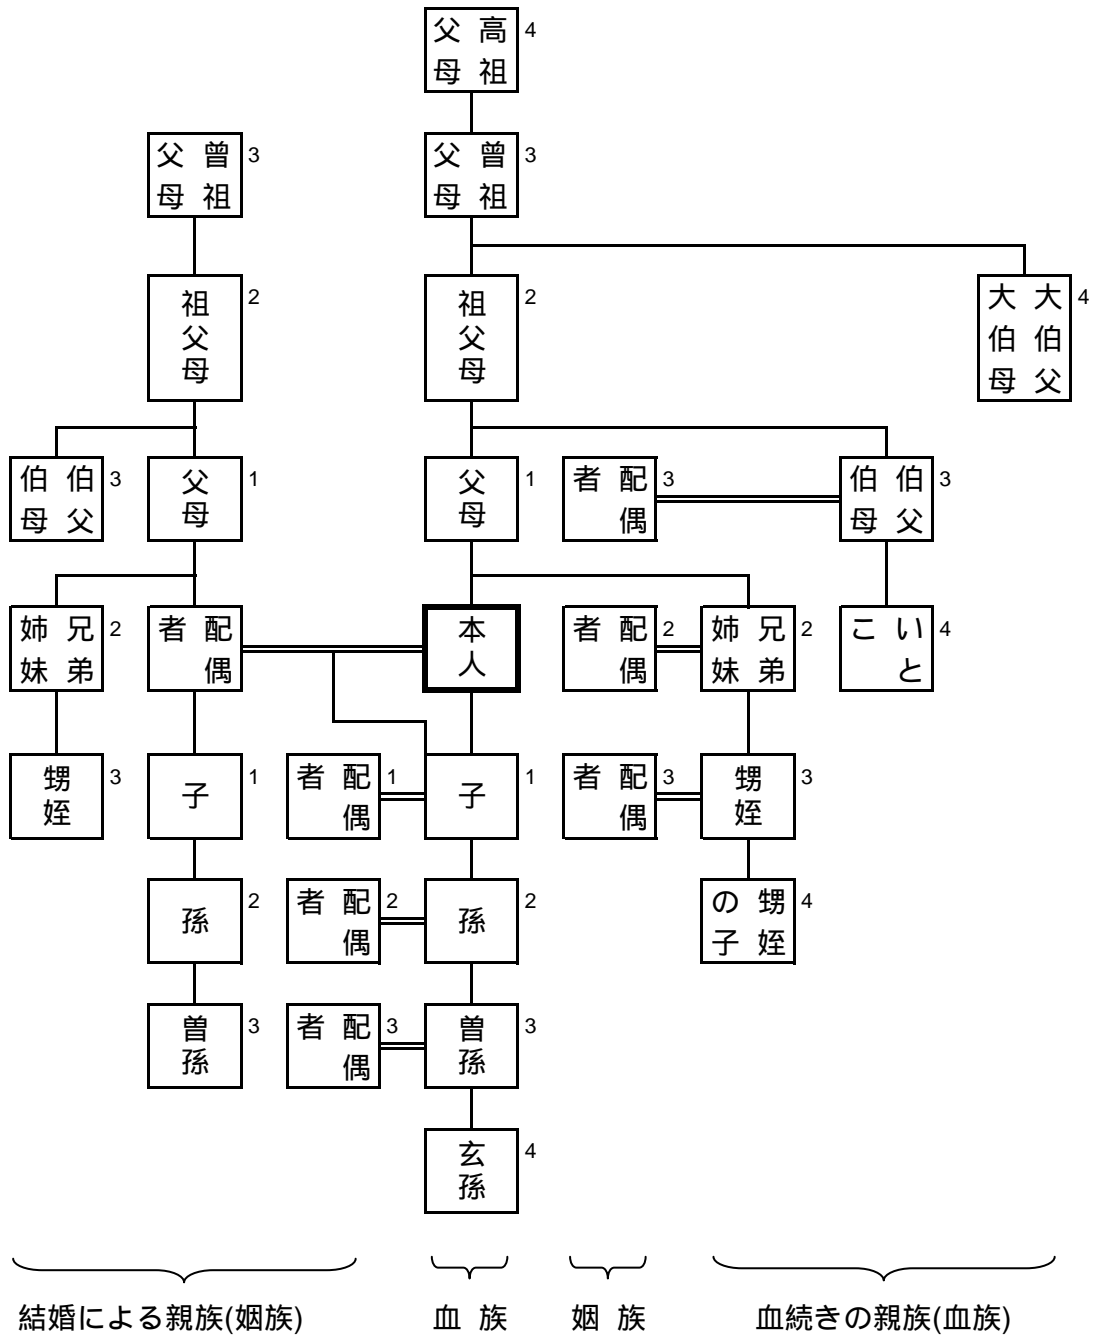 高祖父母 4
曾祖父母 3
曾祖父母 3
祖父母 2
祖父母 2
大伯父大伯母 4
伯父伯母 3
父母 1
父母 1
配偶者 3
伯父伯母 3
兄弟姉妹 2
配偶者
本人
配偶者 2
兄弟姉妹 2
いとこ 4
甥姪 3
子 1
配偶者 1
子 1
配偶者 3
甥姪 3
孫 2
配偶者 2
孫 2
甥姪の子 4
曽孫 3
配偶者 3
曽孫 3
玄孫 4
結婚による親族(姻族)
血 族
姻 族
血続きの親族(血族)